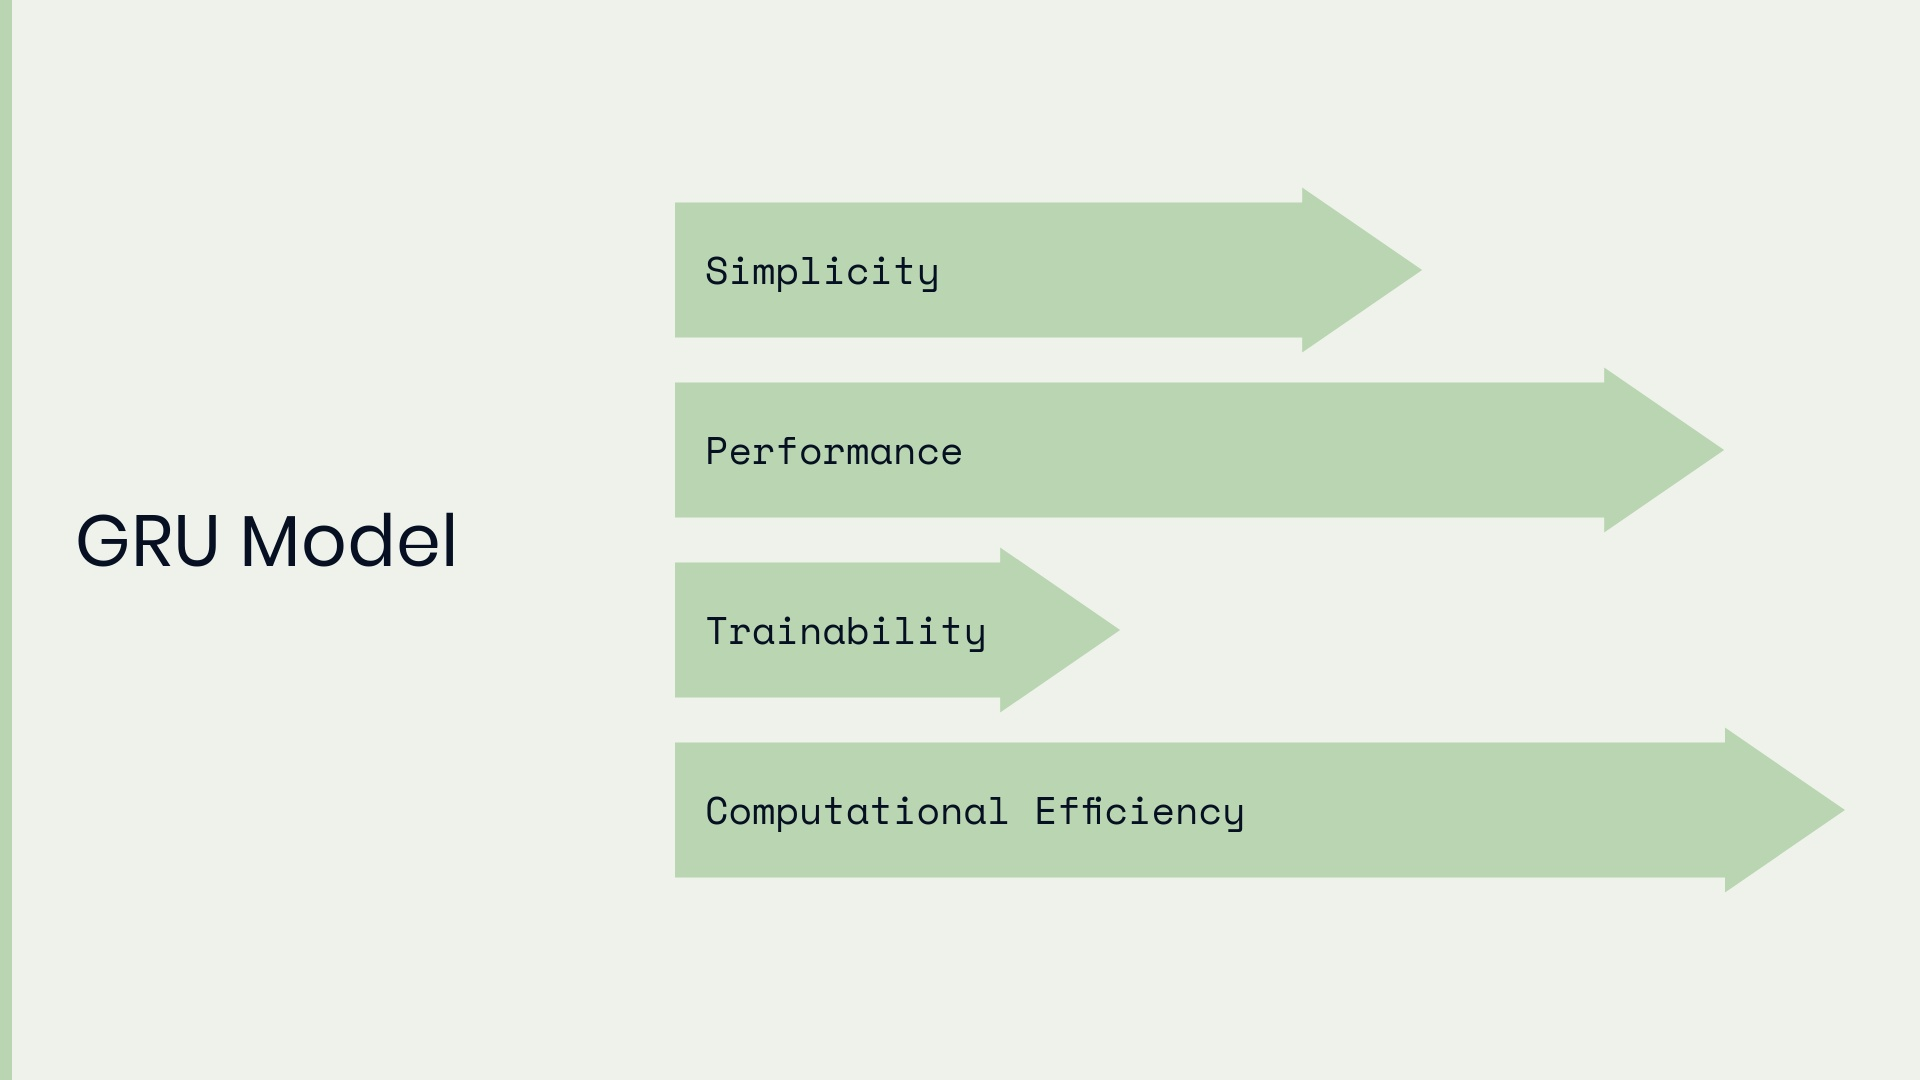 GRU Model
Simplicity
Performance
Trainability
Computational Efficiency